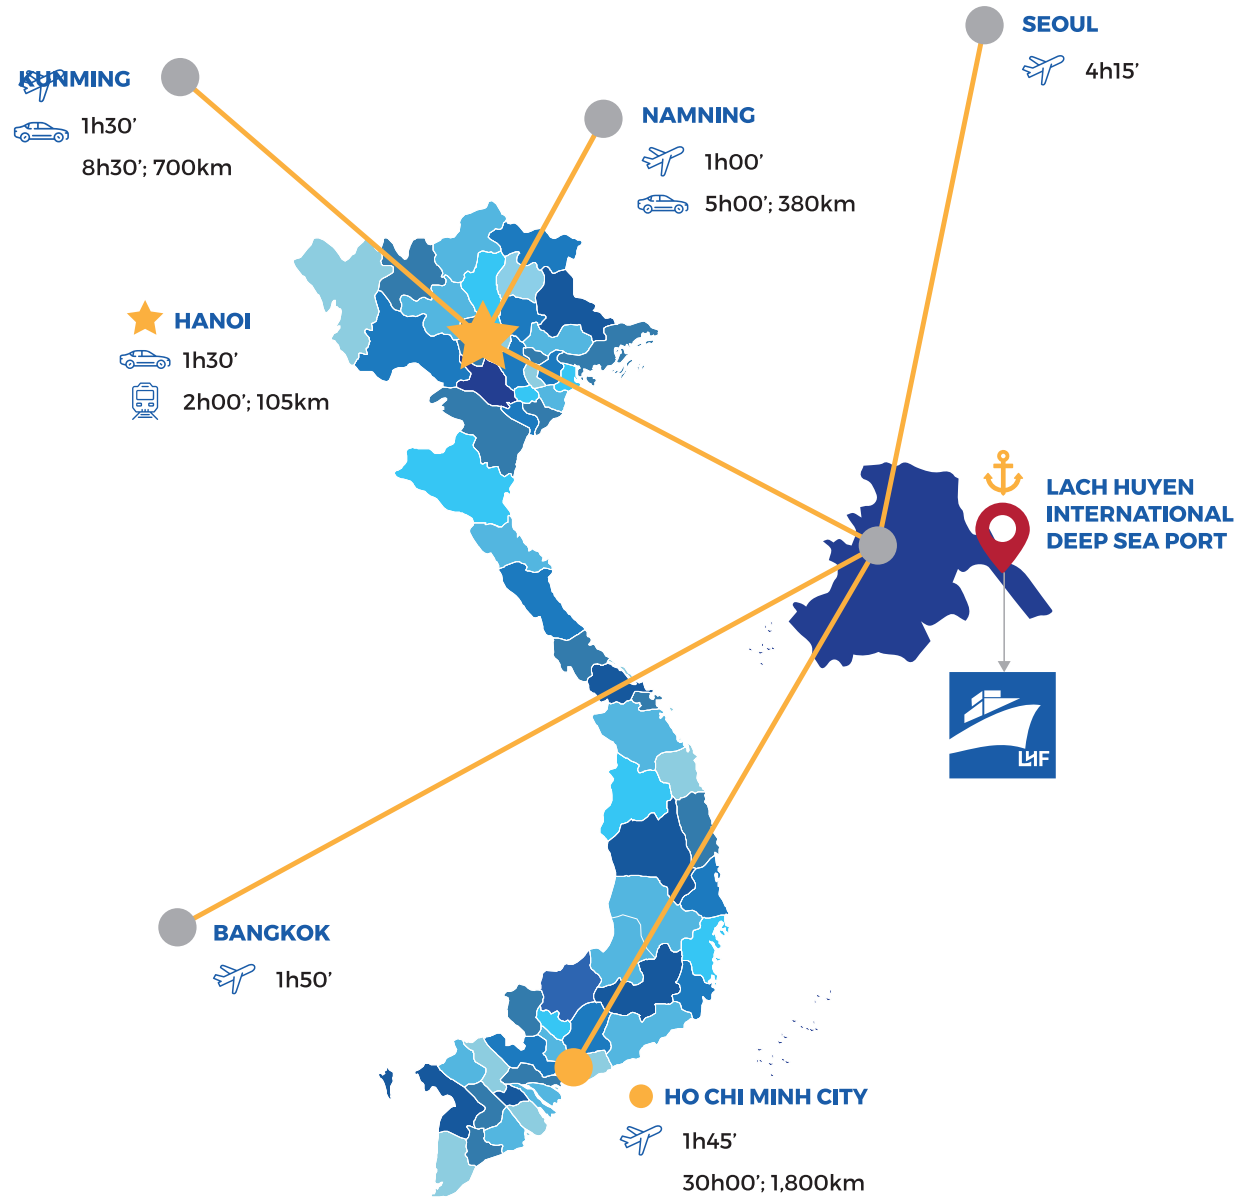 SEOUL
4h15’
KUNMING
1h30’
8h30’; 700km
NAMNING
1h00’
5h00’; 380km
HANOI
1h30’
2h00’; 105km
LACH HUYEN
INTERNATIONAL
DEEP SEA PORT
LHF
BANGKOK
1h50’
HO CHI MINH CITY
1h45’
30h00’; 1,800km